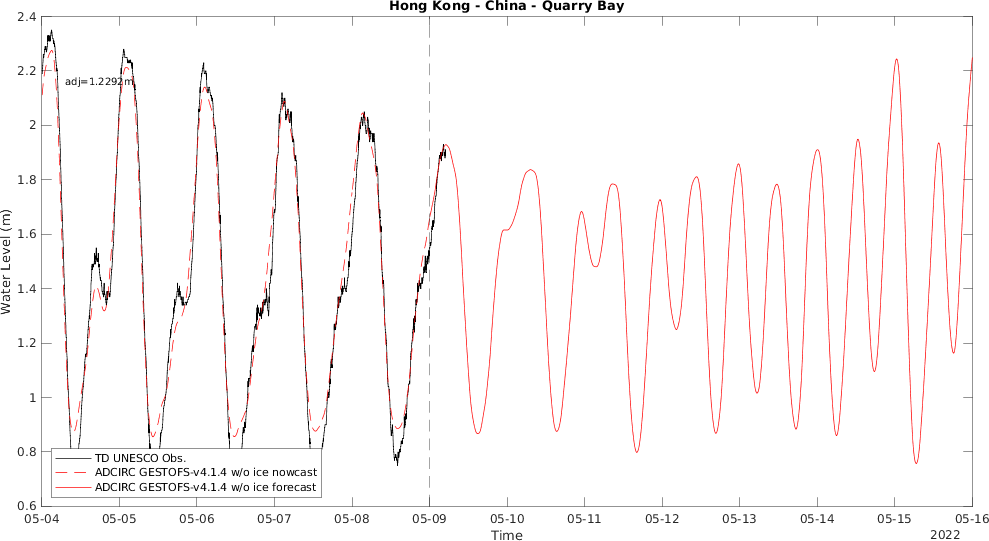 Hong Kong - China - Quarry Bay
2.4
2.2
2
1.8
1.6
1.4
1.2
1
0.8
0.6
Water Level (m)
adj=1.2292m
TD UNESCO Obs.
ADCIRC GESTOFS-v4.1.4 w/o ice nowcast
ADCIRC GESTOFS-v4.1.4 w/o ice forecast
05-04 05-05 05-06 05-07 05-08 05-09 05-10 05-11 05-12 05-13 05-14 05-15 05-16
Time
2022